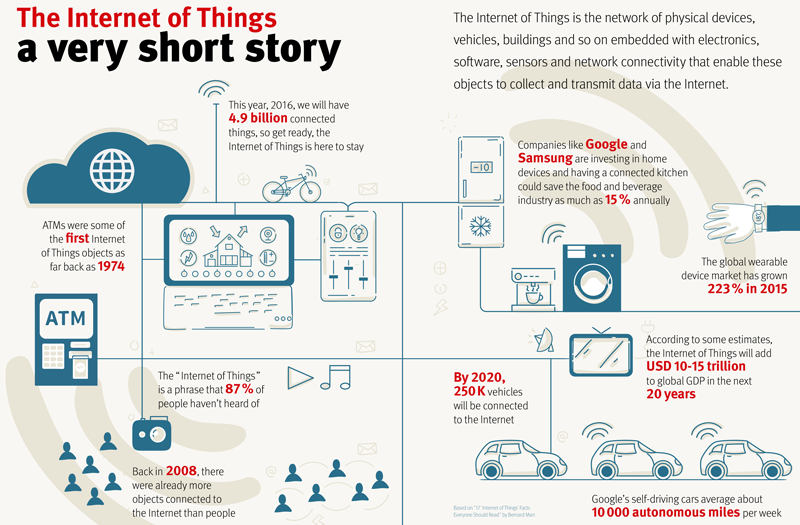 The Internet of Things
a very short story
The Internet of Things is the network of physical devices,
vehicles, buildings and so on embedded with electronics,
software, sensors and network connectivity that enable these
objects to collect and transmit data via the Internet.
This year, 2016, we will have
4.9 billion connected
things, so get ready, the
Internet of Things is here to stay
Companies like Google and
Samsung are investing in home
devices and having a connected kitchen
could save the food and beverage
industry as much as 15 % annually
-10
ATMs were some of
the first Internet
of Things objects as
far back as 1974
The global wearable
device market has grown
223 % in 2015
ATM
The “Internet of Things”
is a phrase that 87 % of
people haven’t heard of
By 2020,
250 K vehicles
will be connected
to the Internet
According to some estimates,
the Internet of Things will add
USD 10-15 trillion
to global GDP in the next
20 years
Back in 2008, there
were already more
objects connected to
the Internet than people
Based on “17 ‘Internet of Things’ Facts
Everyone Should Read” by Bernard Marr
Google’s self-driving cars average about
10 000 autonomous miles per week